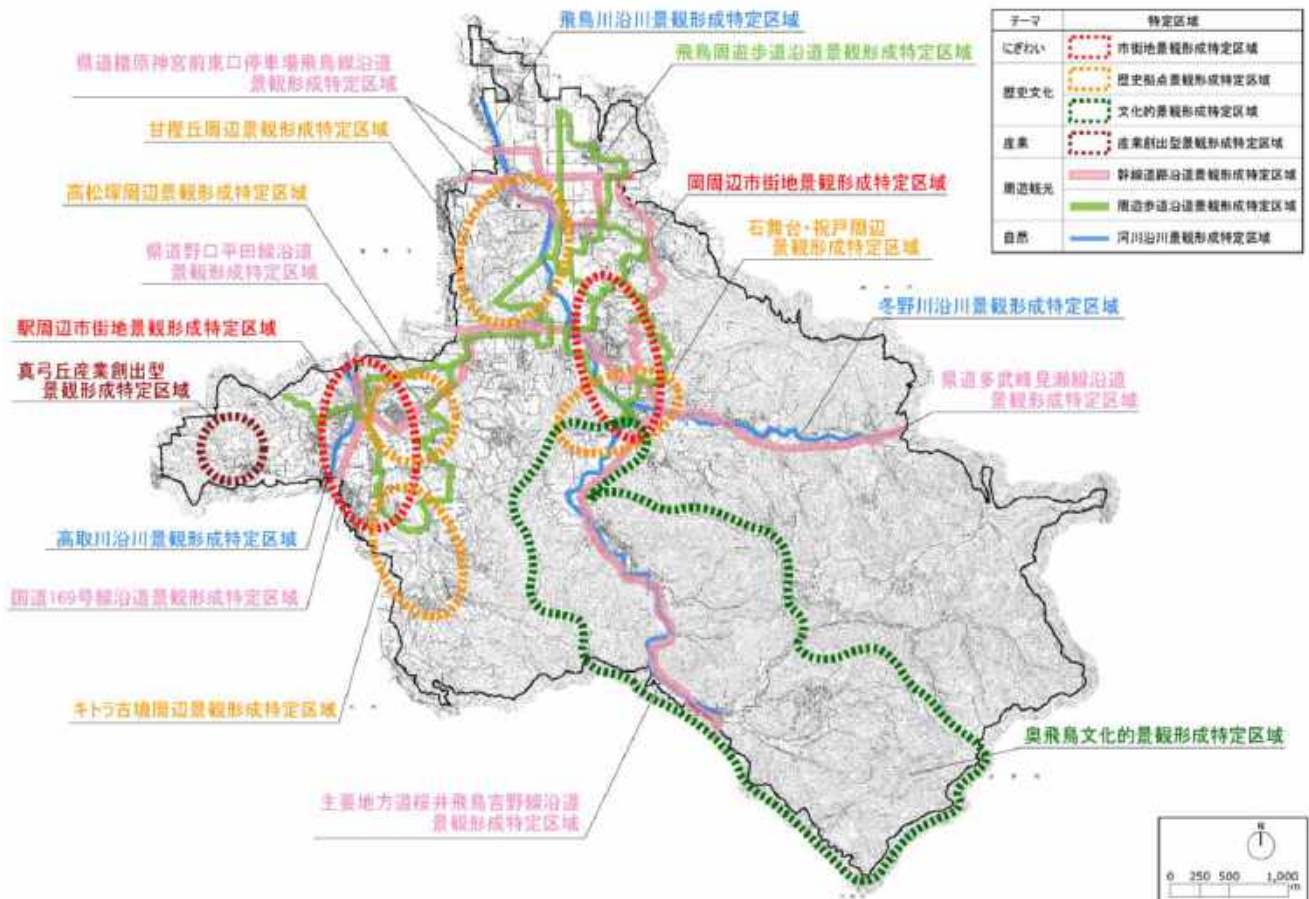 飛鳥川沿川景観形成特定区域
飛鳥周遊歩道沿道景観形成特定区域
県道橿原神宮前東口停車場飛鳥線沿道
景観形成特定区域
甘樫丘周辺景観形成特定区域
高松塚周辺景観形成特定区域
岡周辺市街地景観形成特定区域
石舞台・祝戸周辺
景観形成特定区域
県道野口平田線沿道
景観形成特定区域
冬野川沿川景観形成特定区域
駅周辺市街地景観形成特定区域
真弓丘産業創出型
景観形成特定区域
県道多武峰見瀬線沿道
景観形成特定区域
高取川沿川景観形成特定区域
国道169号線沿道景観形成特定区域
キトラ古墳周辺景観形成特定区域
奥飛鳥文化的景観形成特定区域
主要地方道桜井飛鳥吉野線沿道
景観形成特定区域
テーマ 特定区域
にぎわい 市街地景観形成特定区域
歴史文化 歴史拠点景観形成特定区域
文化的景観形成特定区域
産業 産業創出型景観形成特定区域
周遊観光 幹線道路沿道景観形成特定区域
周遊歩道沿道景観形成特定区域
自然 河川沿川景観形成特定区域
N
0 250 500 1,000
m